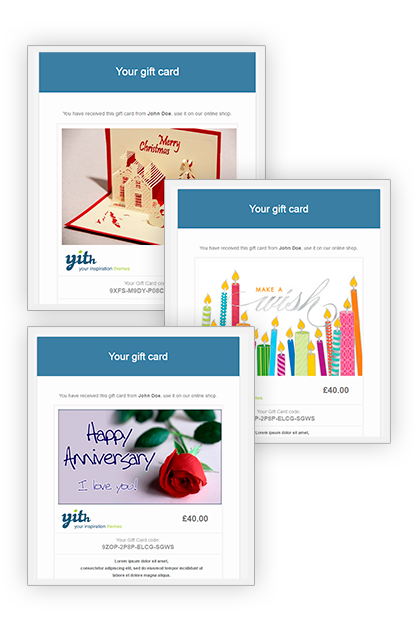 Your gift card
You have received this gift card from John Doe, use it on our online shop.
Merry
Christmas
yith
your inspiration themes
Your Gift Card code:
9XFS-M9DY-P08C
Your gift card
You have received this gift card from John Doe, use it on our online shop.
MAKE A
wish
£40,00
Gift Card code:
-2P8P-ELCG-SGWS
Lorem ipsum dolor sit amet,
Your gift card
You have received this gift card from John Doe, use it on our online shop.
Happy
Anniversary
I love you!
yith
your inspiration themes
£40,00
Your Gift Card code:
9ZOP-2P8P-ELCG-SGWS
Lorem ipsum dolor sit amet,
consectetur adipiscing elit, sed do eiusmod tempor incididunt ut
labore et dolore magna aliqua.